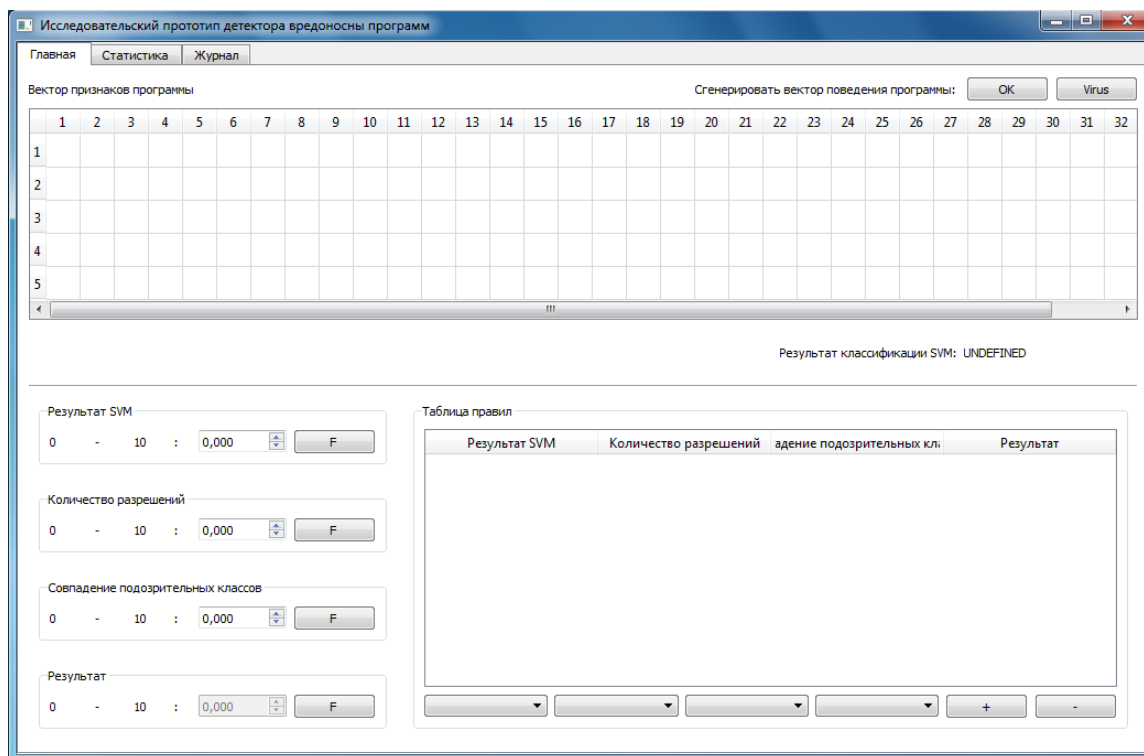 Исследовательский прототип детектора вредоносны программ
Главная Статистика Журнал
Вектор признаков программы Сгенерировать вектор поведения программы: OK Virus
1 2 3 4 5 6 7 8 9 10 11 12 13 14 15 16 17 18 19 20 21 22 23 24 25 26 27 28 29 30 31 32
1
2
3
4
5
Результат классификации SVM: UNDEFINED
Результат SVM
0 - 10 : 0,000 F
Количество разрешений
0 - 10 : 0,000 F
Совпадение подозрительных классов
0 - 10 : 0,000 F
Результат
0 - 10 : 0,000 F
Таблица правил
Результат SVM Количество разрешений адение подозрительных кла Результат
+ -